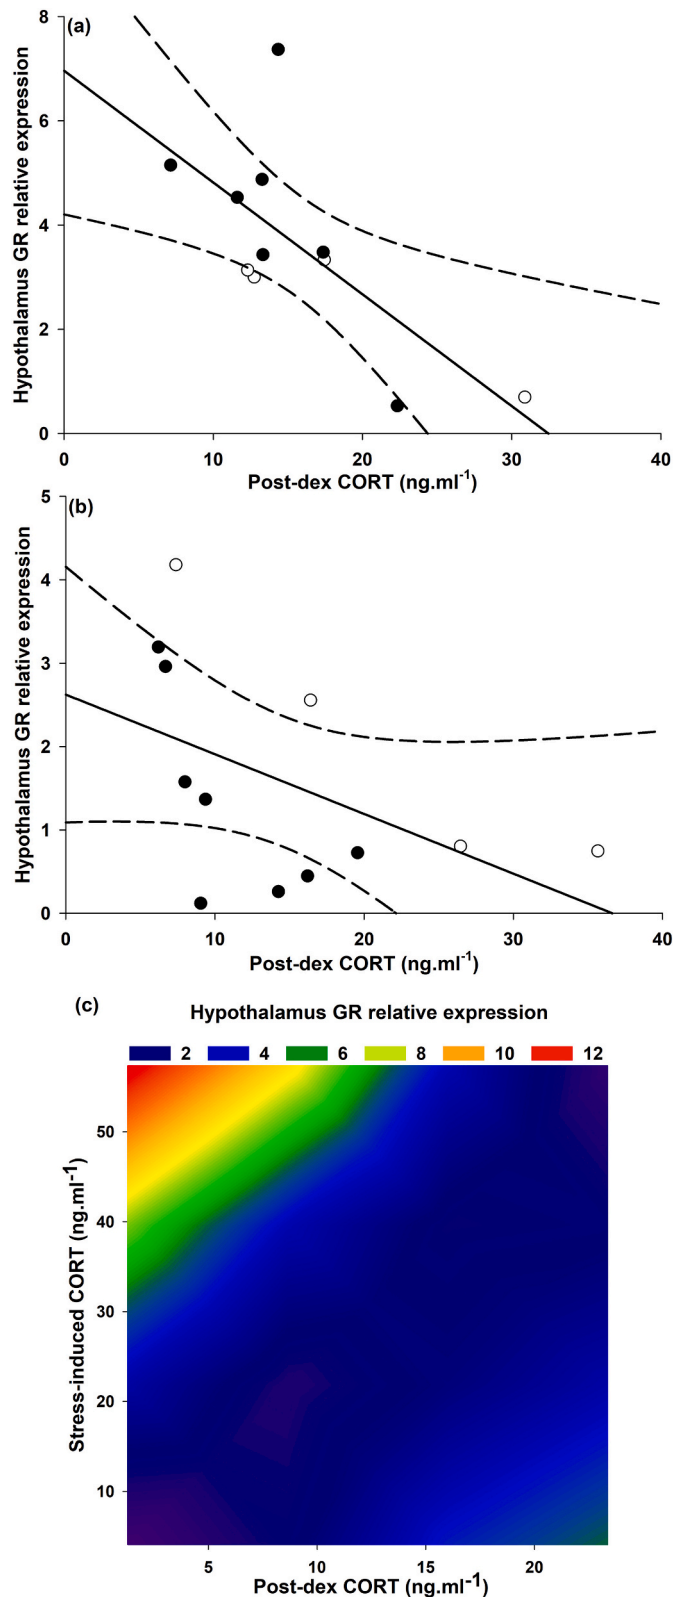 (a)
Hypothalamus GR relative expression
8
6
4
2
0
0 10 20 30 40
Post-dex CORT (ng.ml-1)
(b)
Hypothalamus GR relative expression
5
4
3
2
1
0
0 10 20 30 40
Post-dex CORT (ng.ml-1)
(c)
Hypothalamus GR relative expression
2 4 6 8 10 12
Stress-induced CORT (ng.ml-1)
50
40
30
20
10
5 10 15 20
Post-dex CORT (ng.ml-1)